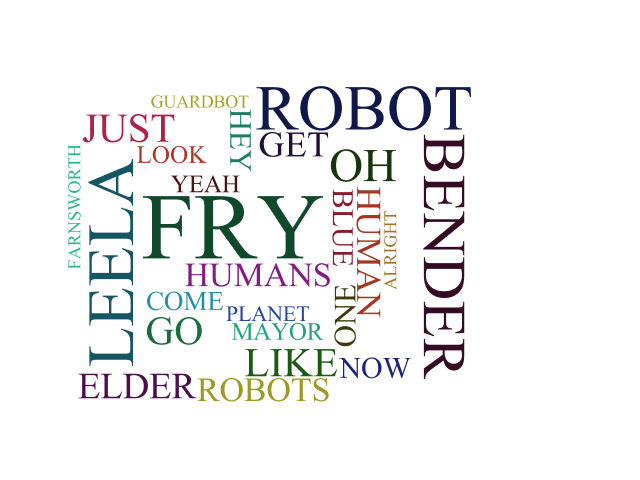 GUARDBOT
ROBOT
JUST
HEY
GET
LOOK
OH
BENDER
FARNSWORTH
LEELA
YEAH
FRY
BLUE
HUMAN
ALRIGHT
HUMANS
COME
PLANET
ONE
GO
MAYOR
LIKE
NOW
ELDER
ROBOTS